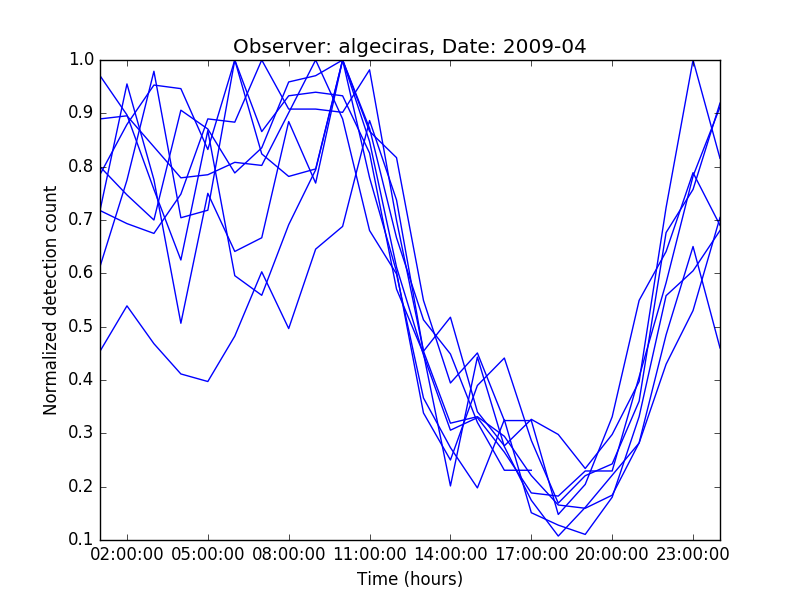 Observer: algeciras, Date: 2009-04
1.0
0.9
0.8
0.7
0.6
0.5
0.4
0.3
0.2
0.1
Normalized detection count
02:00:00 05:00:00 08:00:00 11:00:00 14:00:00 17:00:00 20:00:00 23:00:00
Time (hours)